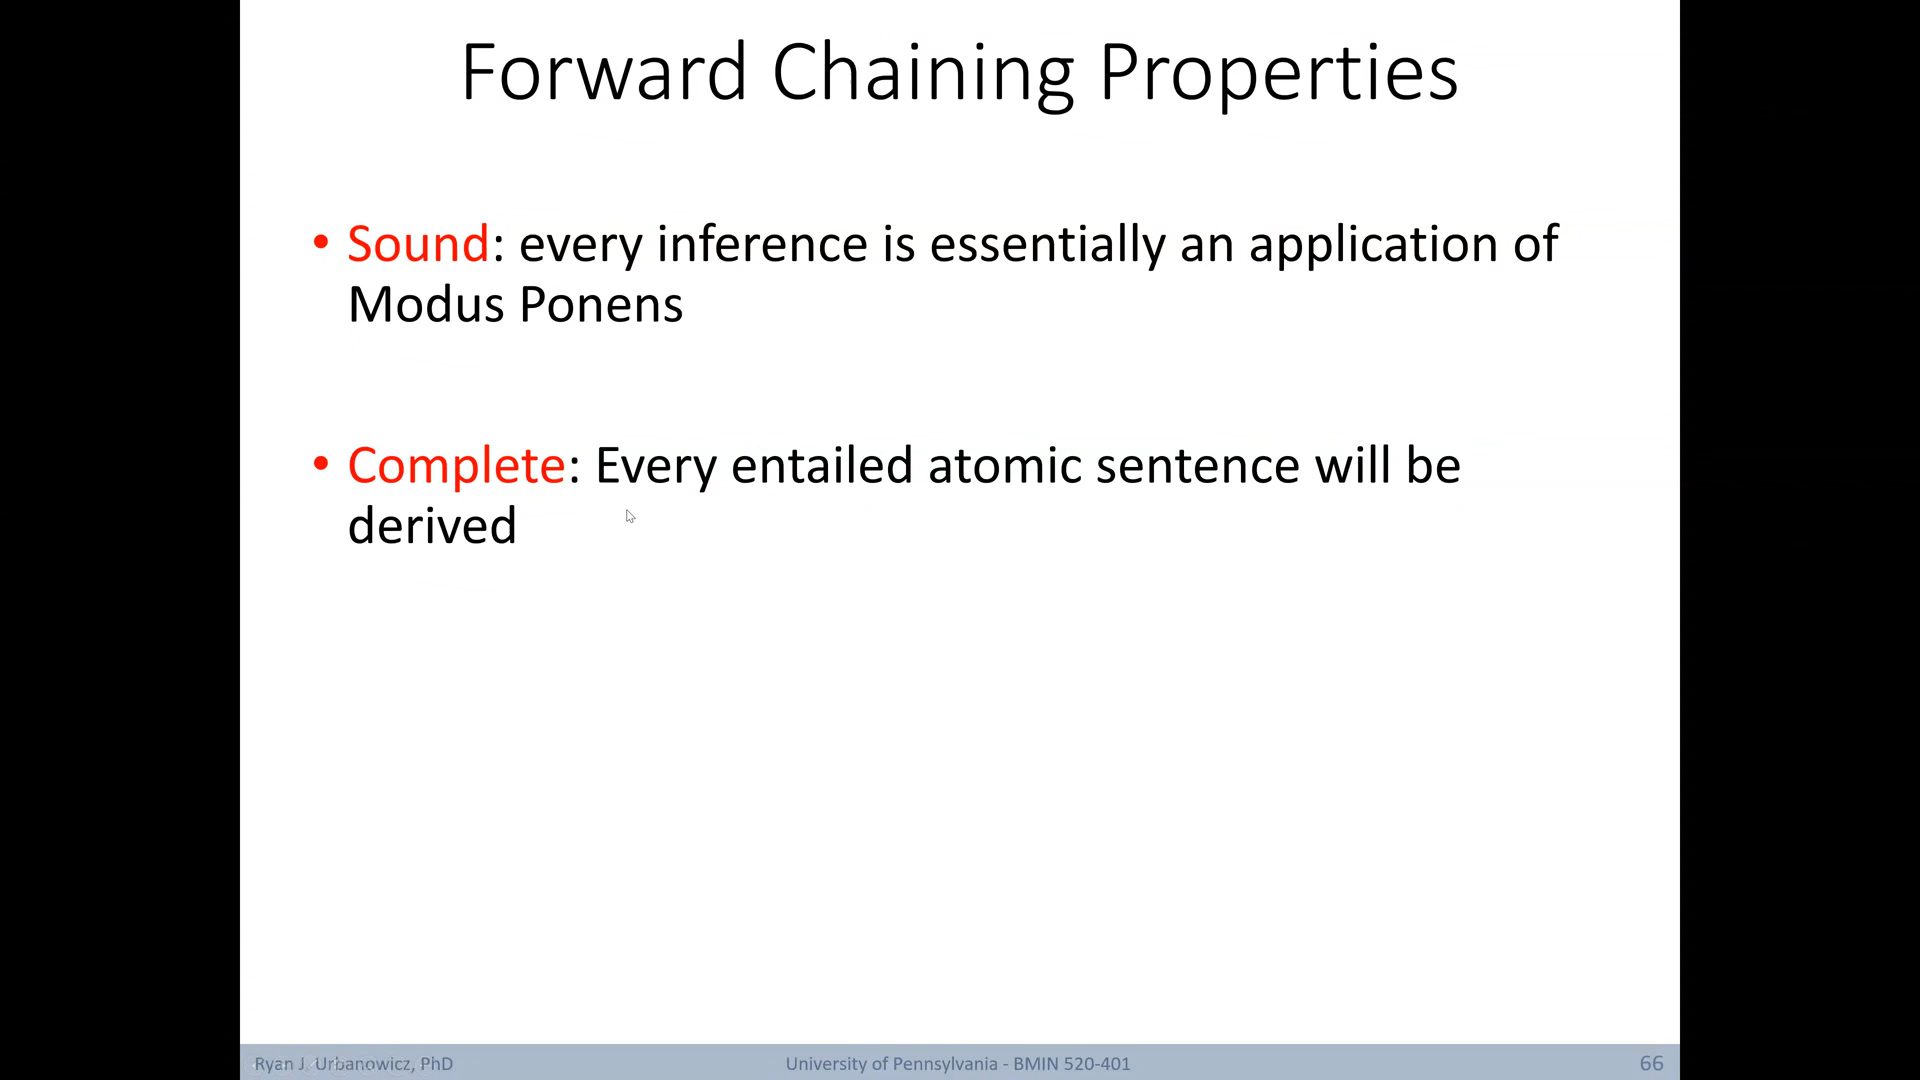 Forward Chaining Properties
• Sound: every inference is essentially an application of
Modus Ponens
• Complete: Every entailed atomic sentence will be
derived
Ryan J. Urbanowicz, PhD
University of Pennsylvania - BMIN 520-401
66